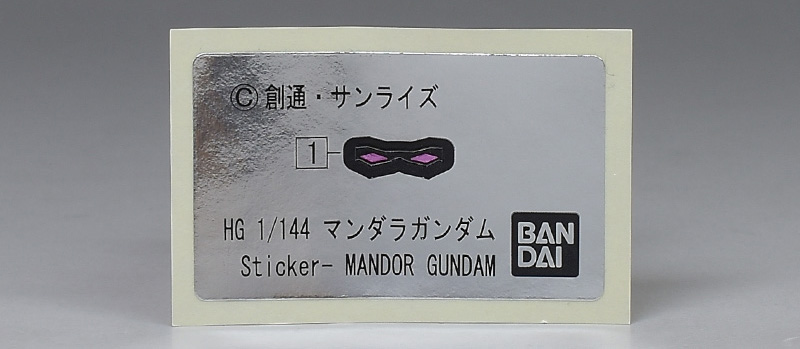 ©創通・サンライズ
1
HG 1/144 マンダラガンダム
Sticker- MANDOR GUNDAM
BAN
DAI